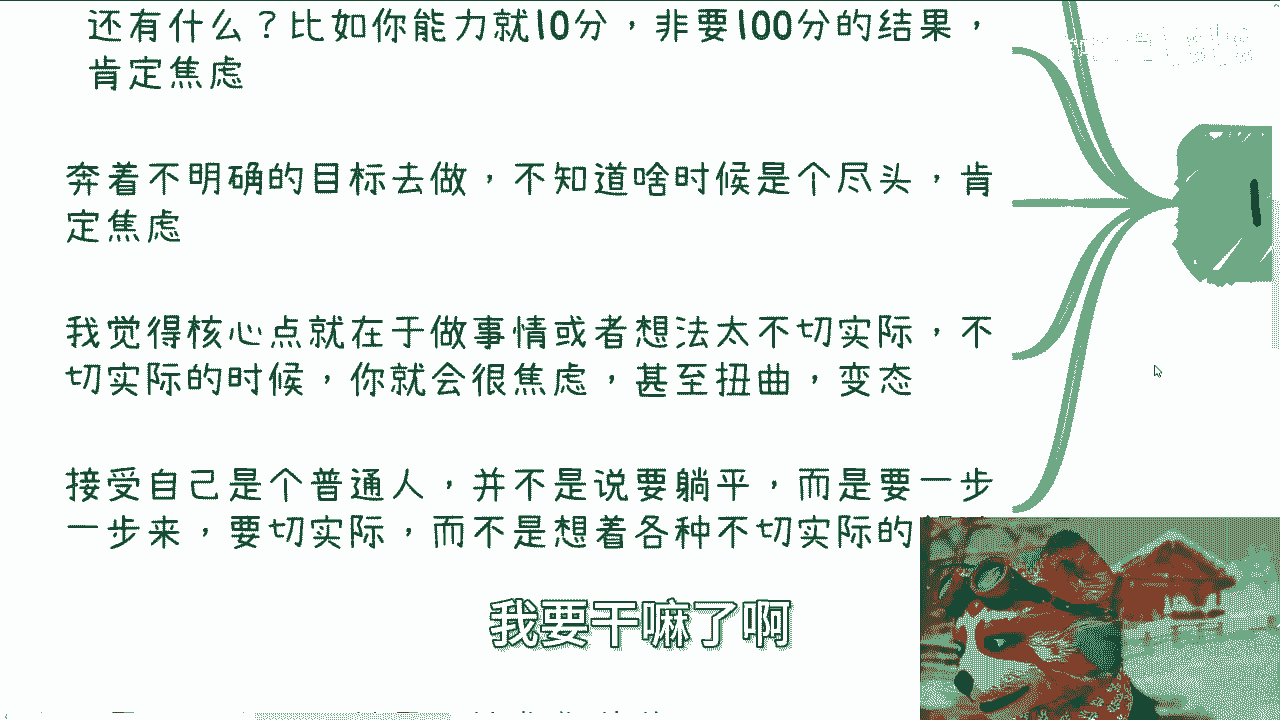 还有什么？比如你能力就10分，非要100分的结果，
肯定焦虑
奔着不明确的目标去做，不知道啥时候是个尽头，肯
定焦虑
我觉得核心点就在于做事情或者想法太不切实际，不
切实际的时候，你就会很焦虑，甚至扭曲，变态
接受自己是个普通人，并不是说要躺平，而是要一步
一步来，要切实际，而不是想着各种不切实际的
我要干嘛了啊
1